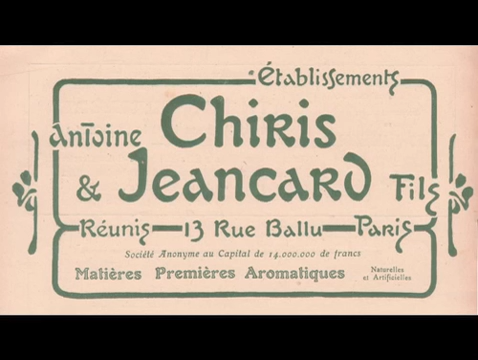 Établissements
Antoine Chiris
& Jeancard Fils
Réunis 13 Rue Ballu Paris
Société Anonyme au Capital de 14.000.000 de francs
Matières Premières Aromatiques Naturelles et Artificielles